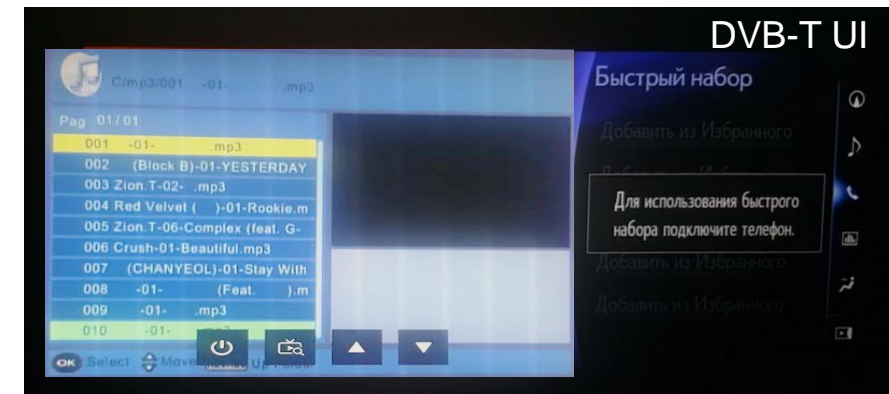 DVB-T UI
C/mp3/001 -01- .mp3
Pag 01/01
001 -01- .mp3
002 (Block B)-01-YESTERDAY
003 Zion.T-02- .mp3
004 Red Velvet ( )-01-Rookie.m
005 Zion.T-06-Complex (feat. G-
006 Crush-01-Beautiful.mp3
007 (CHANYEOL)-01-Stay With
008 -01- (Feat. ).m
009 -01- .mp3
010 -01-
OK Select Move Up
Быстрый набор
Добавить из Избранного
Для использования быстрого
набора подключите телефон.
Добавить из Избранного
Добавить из Избранного